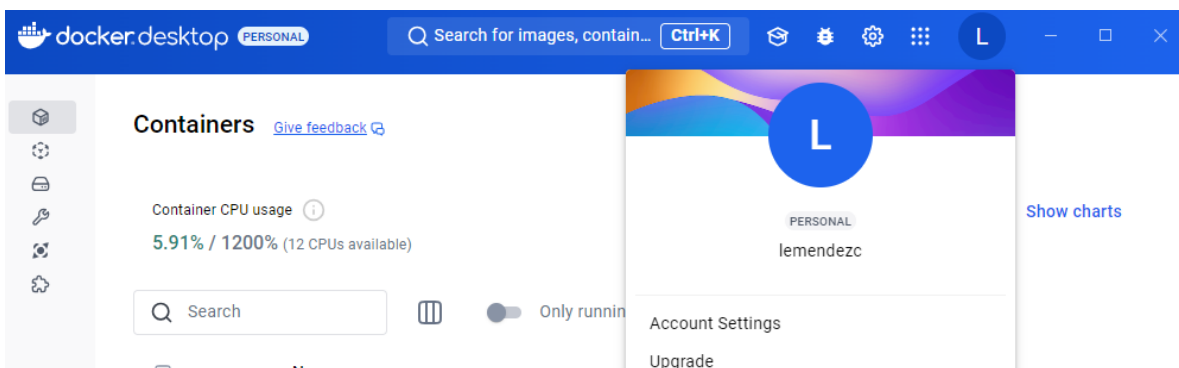 docker.desktop PERSONAL Search for images, contain... Ctrl+K L
Containers Give feedback
L
Container CPU usage
PERSONAL
Show charts
5.91% / 1200% (12 CPUs available)
lemendezc
Search Only runnin
Account Settings
Upgrade